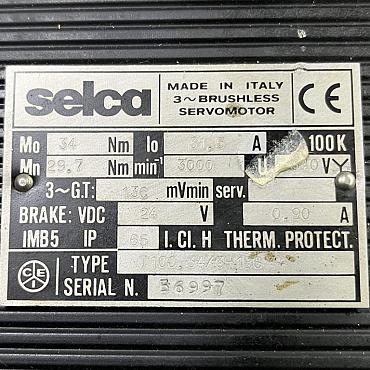 selca
MADE IN ITALY
3~BRUSHLESS
SERVOMOTOR
CE
Mo 34 Nm Io 31.5 A 100K
Mn 29.7 Nm min⁻¹ 3000 V Y
3~G.T: 136 mVmin serv.
BRAKE: VDC 24 V 0.90 A
IMB5 IP 65 I.Cl.H THERM.PROTECT.
CEI TYPE
SERIAL N. 36997